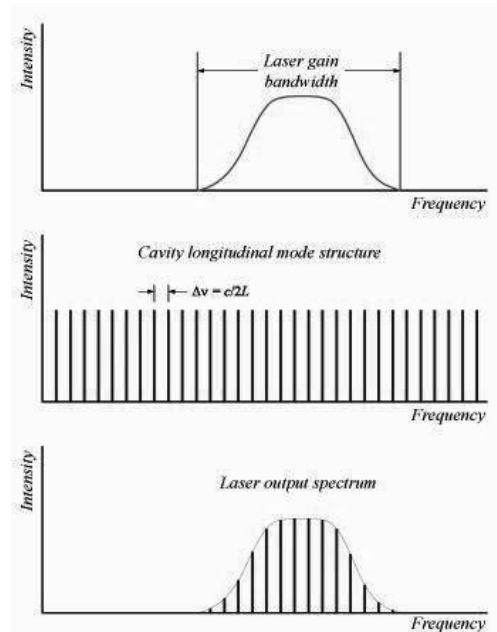 Intensity
Laser gain
bandwidth
Frequency
Cavity longitudinal mode structure
Intensity
Δν = c/2L
Frequency
Laser output spectrum
Intensity
Frequency